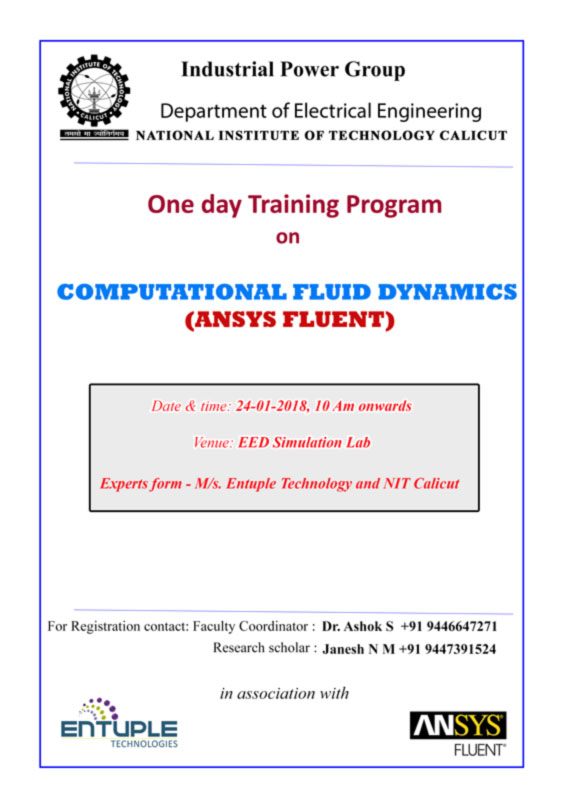 Industrial Power Group
NATIONAL INSTITUTE OF TECHNOLOGY
CALICUT
तमसो मा ज्योतिर्गमय
Department of Electrical Engineering
NATIONAL INSTITUTE OF TECHNOLOGY CALICUT
One day Training Program
on
COMPUTATIONAL FLUID DYNAMICS
(ANSYS FLUENT)
Date & time: 24-01-2018, 10 Am onwards
Venue: EED Simulation Lab
Experts form - M/s. Entuple Technology and NIT Calicut
For Registration contact: Faculty Coordinator : Dr. Ashok S +91 9446647271
Research scholar : Janesh N M +91 9447391524
in association with
ENTUPLE
TECHNOLOGIES
ANSYS®
FLUENT®